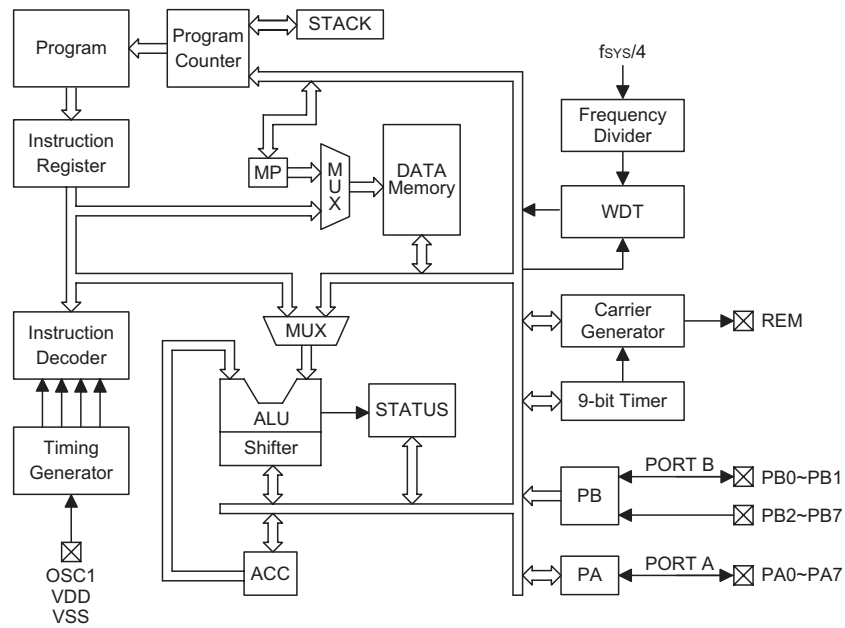 Program
Program
Counter
STACK
fSYS/4
Instruction
Register
MP
M
U
X
DATA
Memory
Frequency
Divider
WDT
Instruction
Decoder
MUX
Carrier
Generator
REM
ALU
Shifter
STATUS
9-bit Timer
Timing
Generator
PB
PORT B
PB0~PB1
PB2~PB7
ACC
PA
PORT A
PA0~PA7
OSC1
VDD
VSS